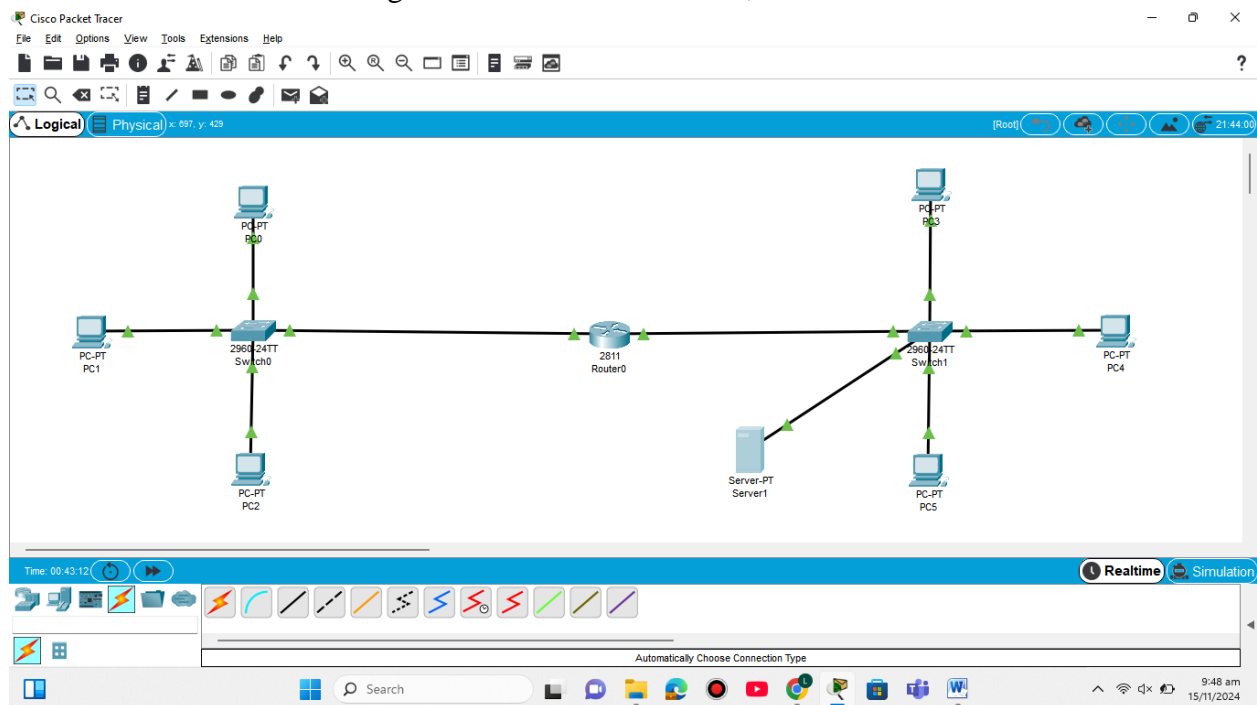 Cisco Packet Tracer
File Edit Options View Tools Extensions Help
?
Logical Physical x: 697, y: 429 [Root] 21:44:00
PC-PT
PC0
PC-PT
PC3
PC-PT
PC1
2960-24TT
Switch0
2811
Router0
2960-24TT
Switch1
PC-PT
PC4
PC-PT
PC2
Server-PT
Server1
PC-PT
PC5
Time: 00:43:12 Realtime Simulation
Automatically Choose Connection Type
Search
9:48 am
15/11/2024